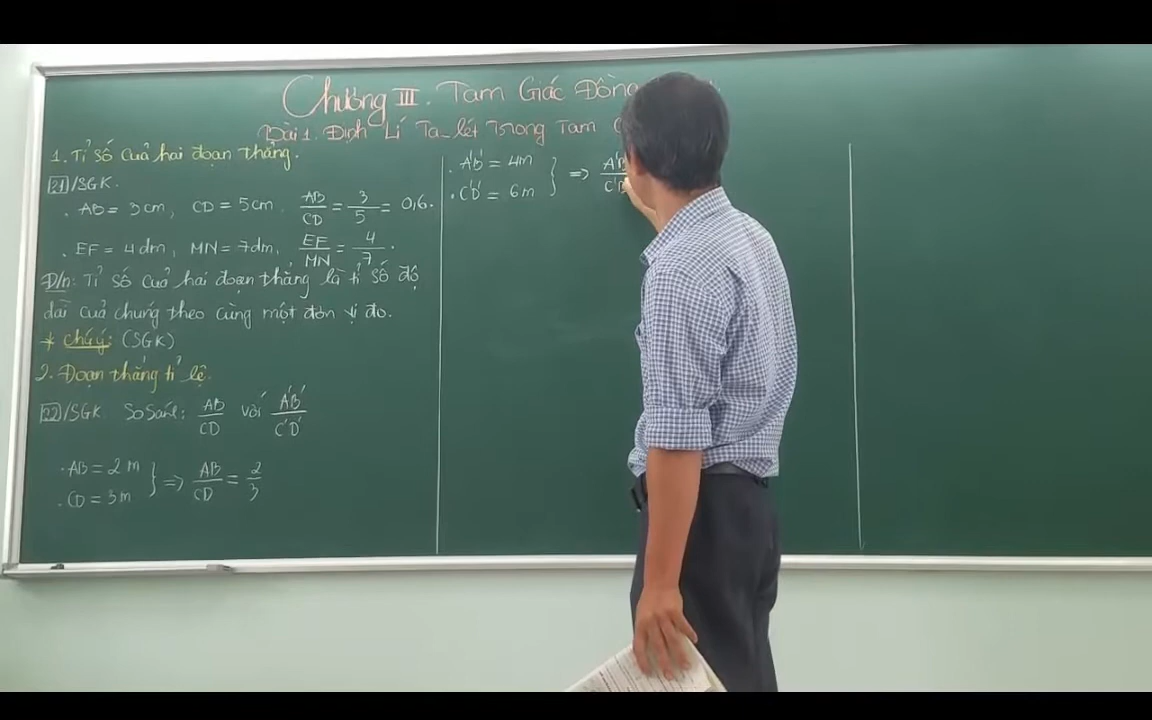 Chương III. Tam Giác Đồng
Bài 1. Định Lí Ta_lét Trong Tam
1. Tỉ số của hai đoạn thẳng.
?1/SGK.
. AB = 3cm, CD = 5cm. AB/CD = 3/5 = 0,6.
. EF = 4dm, MN = 7dm, EF/MN = 4/7.
Đ/n: Tỉ số của hai đoạn thẳng là tỉ số độ
dài của chúng theo cùng một đơn vị đo.
* Chú ý: (SGK)
2. Đoạn thẳng tỉ lệ.
?2/SGK. So Sánh: AB/CD với A'B'/C'D'
. AB = 2m
. CD = 3m } => AB/CD = 2/3
. A'B' = 4m
. C'D' = 6m } => A'B/C'D